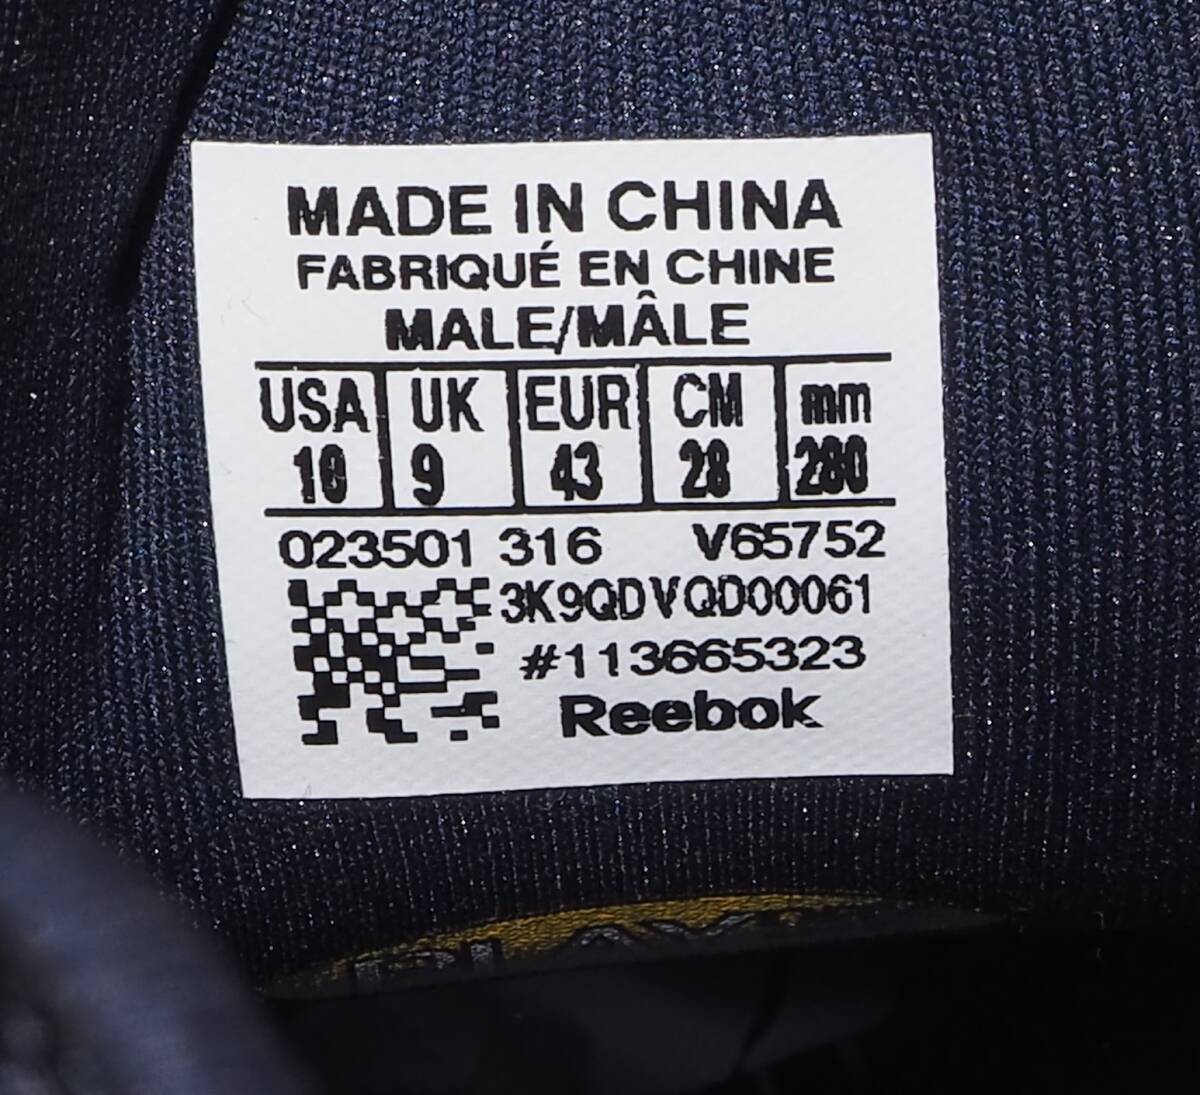 MADE IN CHINA
FABRIQUÉ EN CHINE
MALE/MÂLE
USA UK EUR CM mm
10 9 43 28 280
023501 316 V65752
3K9QDVQD00061
#113665323
Reebok